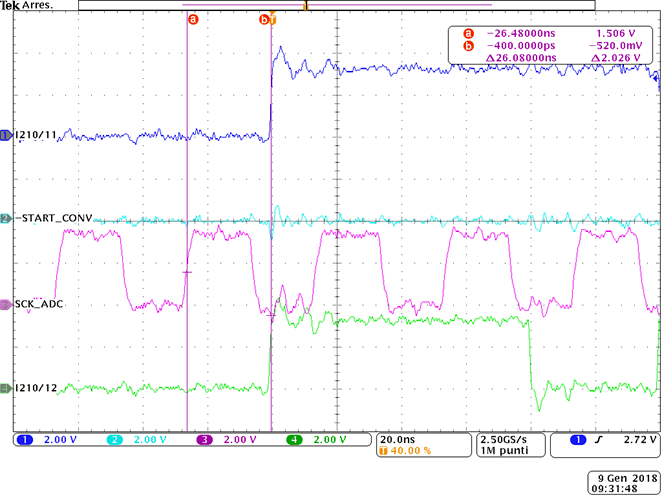 Tek Arres.
a b T
a −26.48000ns 1.506 V
b −400.0000ps −520.0mV
Δ26.08000ns Δ2.026 V
1 I210/11
2 −START_CONV
3 SCK_ADC
4 I210/12
1 2.00 V 2 2.00 V 3 2.00 V 4 2.00 V 20.0ns 2.50GS/s 1 2.72 V
T 40.00 % 1M punti
9 Gen 2018
09:31:48